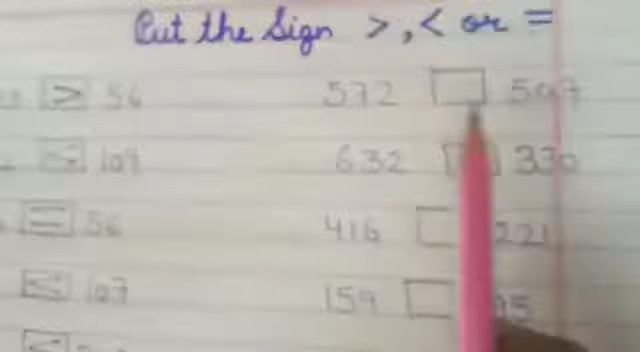 Put the Sign >, < or =
> 56 572 □ 507
109 632 330
= 56 416 □ 221
< 107 159 □
<